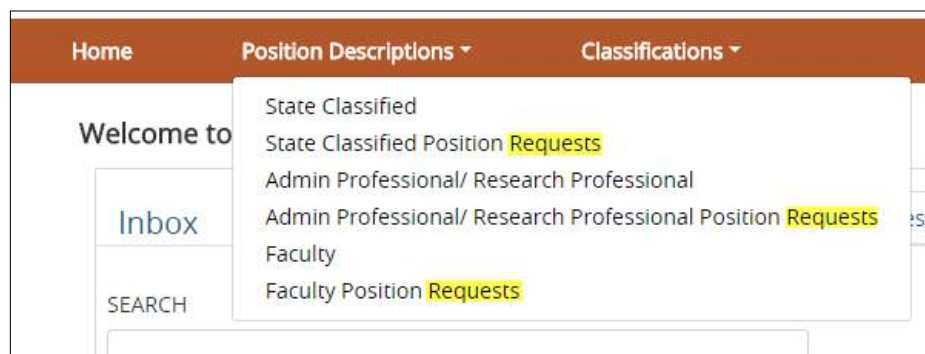 Home Position Descriptions Classifications
State Classified
Welcome to
State Classified Position Requests
Admin Professional/ Research Professional
Inbox
Admin Professional/ Research Professional Position Requests
Faculty
SEARCH
Faculty Position Requests